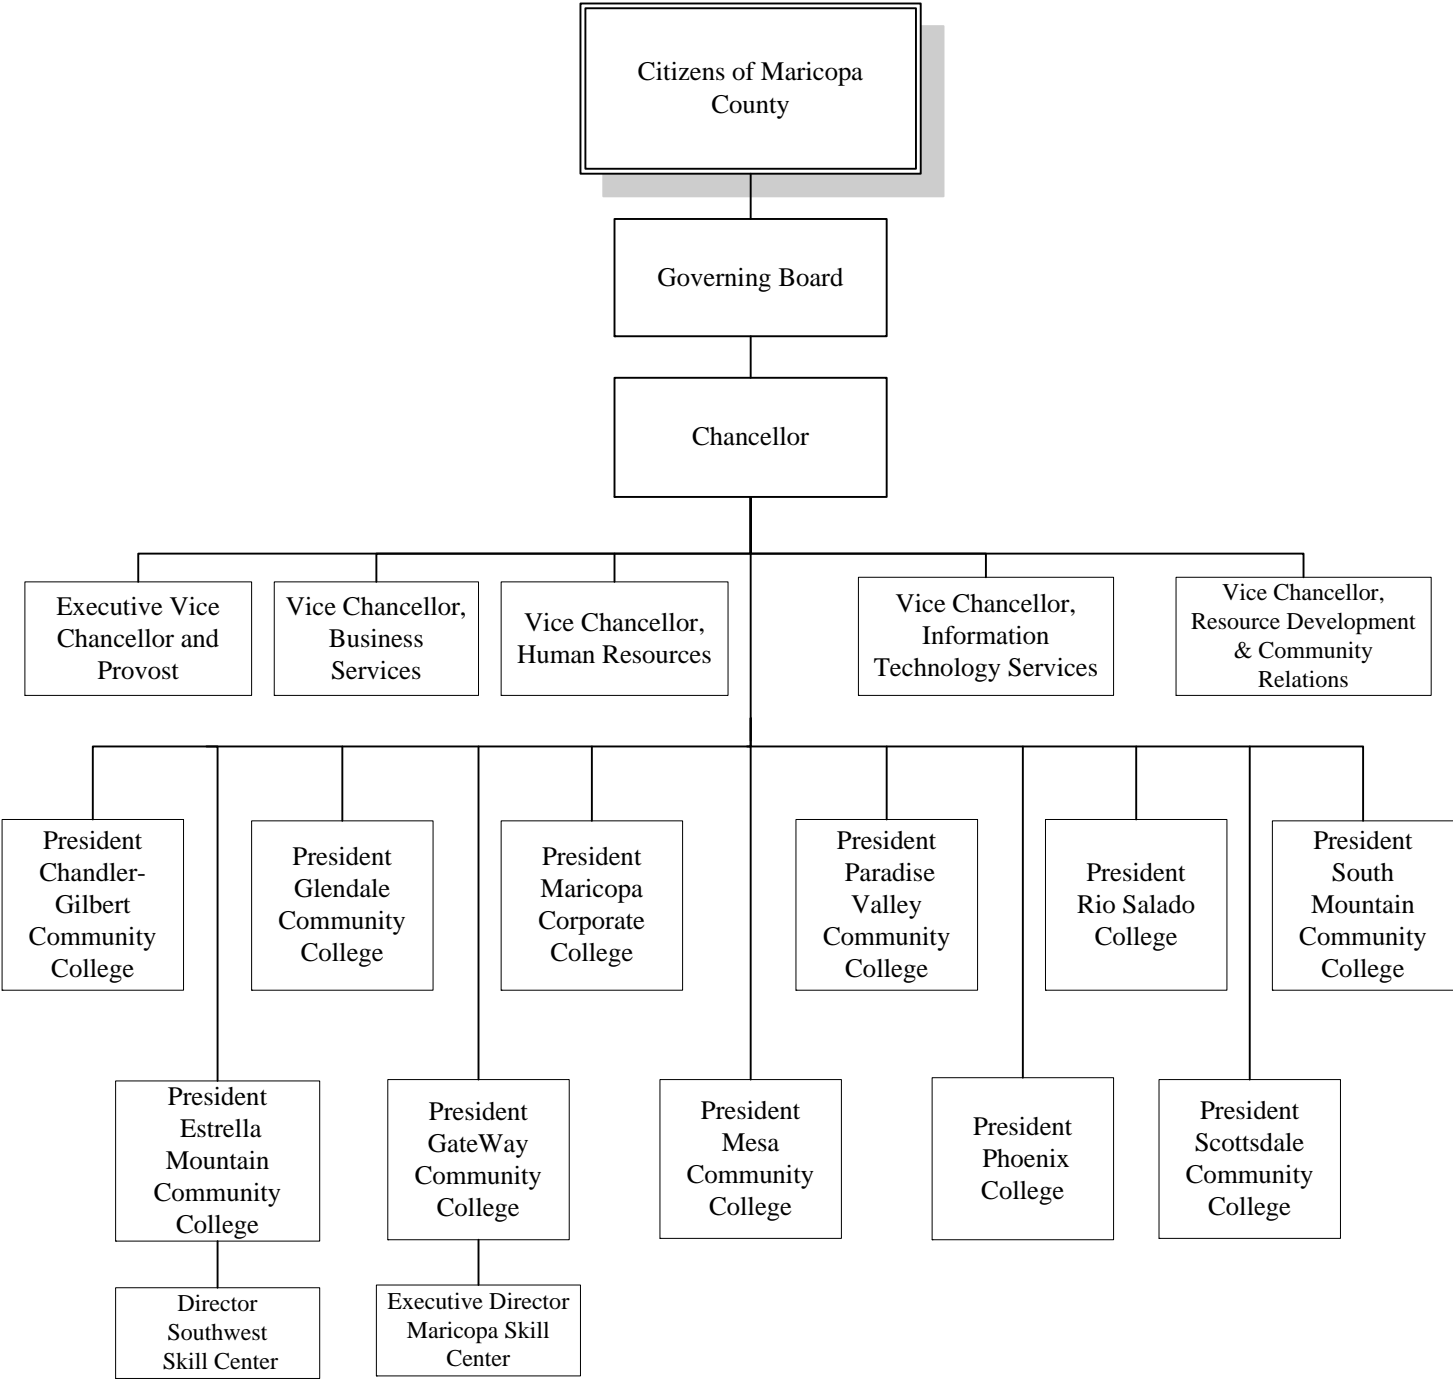 Citizens of Maricopa
County
Governing Board
Chancellor
Executive Vice
Chancellor and
Provost
Vice Chancellor,
Business
Services
Vice Chancellor,
Human Resources
Vice Chancellor,
Information
Technology Services
Vice Chancellor,
Resource Development
& Community
Relations
President
Chandler-
Gilbert
Community
College
President
Glendale
Community
College
President
Maricopa
Corporate
College
President
Paradise
Valley
Community
College
President
Rio Salado
College
President
South
Mountain
Community
College
President
Estrella
Mountain
Community
College
President
GateWay
Community
College
President
Mesa
Community
College
President
Phoenix
College
President
Scottsdale
Community
College
Director
Southwest
Skill Center
Executive Director
Maricopa Skill
Center